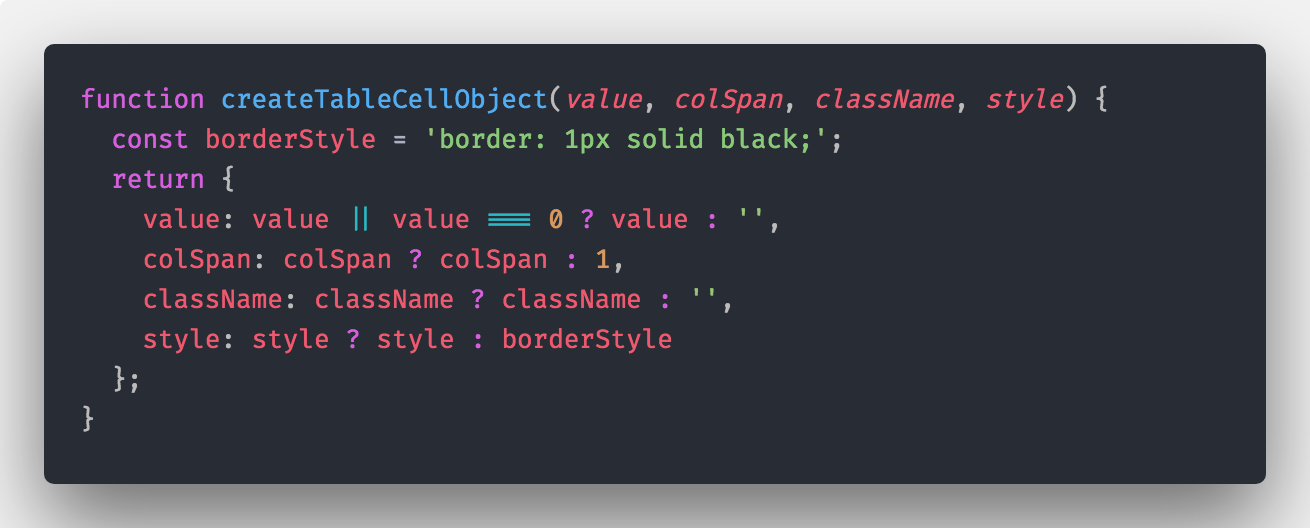 function createTableCellObject(value, colSpan, className, style) {
  const borderStyle = 'border: 1px solid black;';
  return {
    value: value || value === 0 ? value : '',
    colSpan: colSpan ? colSpan : 1,
    className: className ? className : '',
    style: style ? style : borderStyle
  };
}